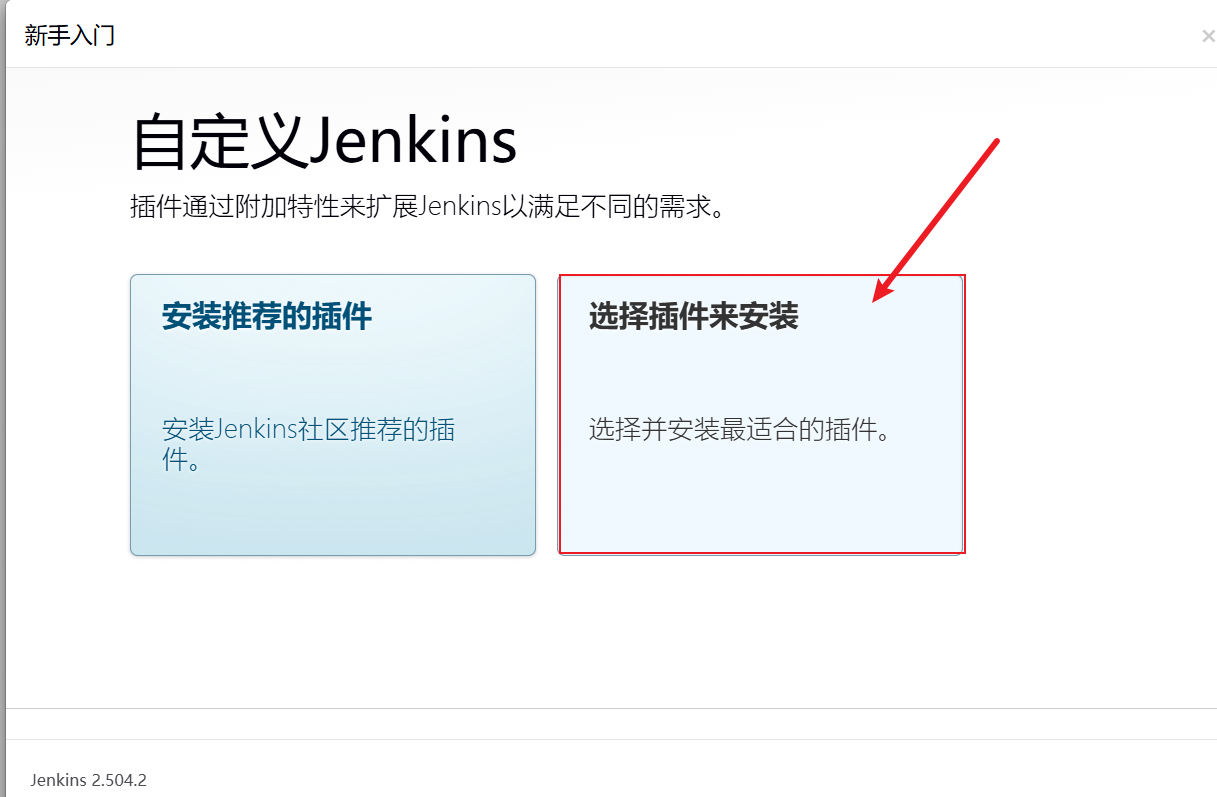 新手入门
×
自定义Jenkins
插件通过附加特性来扩展Jenkins以满足不同的需求。
安装推荐的插件
安装Jenkins社区推荐的插
件。
选择插件来安装
选择并安装最适合的插件。
Jenkins 2.504.2